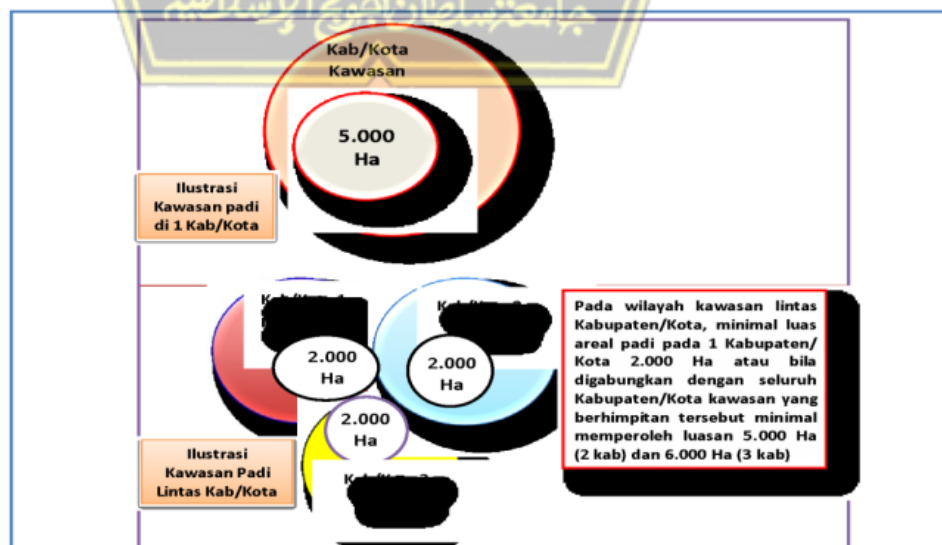 Kab/Kota
Kawasan
5.000
Ha
Ilustrasi
Kawasan padi
di 1 Kab/Kota
2.000
Ha
2.000
Ha
2.000
Ha
Pada wilayah kawasan lintas
Kabupaten/Kota, minimal luas
areal padi pada 1 Kabupaten/
Kota 2.000 Ha atau bila
digabungkan dengan seluruh
Kabupaten/Kota kawasan yang
berhimpitan tersebut minimal
memperoleh luasan 5.000 Ha
(2 kab) dan 6.000 Ha (3 kab)
Ilustrasi
Kawasan Padi
Lintas Kab/Kota